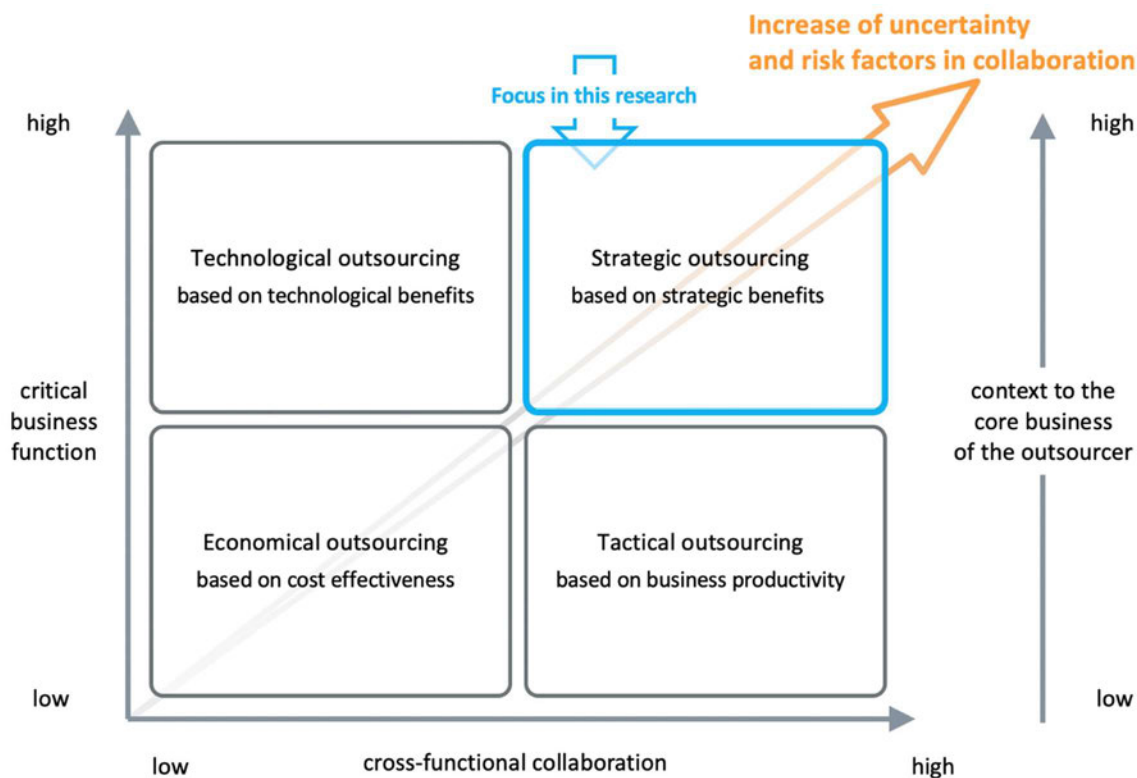 Increase of uncertainty
and risk factors in collaboration
Focus in this research
high
high
Technological outsourcing
based on technological benefits
Strategic outsourcing
based on strategic benefits
critical
business
function
context to the
core business
of the outsourcer
Economical outsourcing
based on cost effectiveness
Tactical outsourcing
based on business productivity
low
low
low
cross-functional collaboration
high